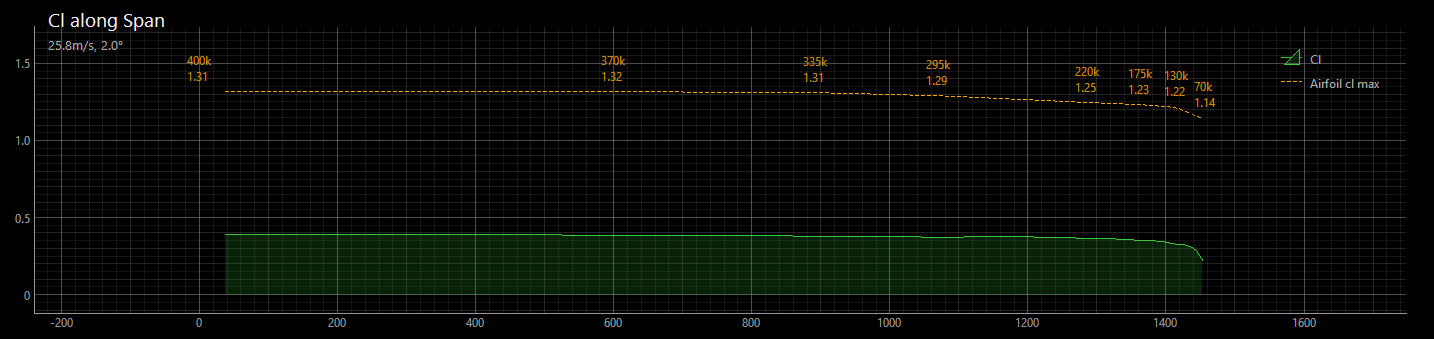 Cl along Span
25.8m/s, 2.0°
400k
1.31
370k
1.32
335k
1.31
295k
1.29
220k
1.25
175k
1.23
130k
1.22
70k
1.14
Cl
Airfoil cl max
1.5
1.0
0.5
0
-200
0
200
400
600
800
1000
1200
1400
1600